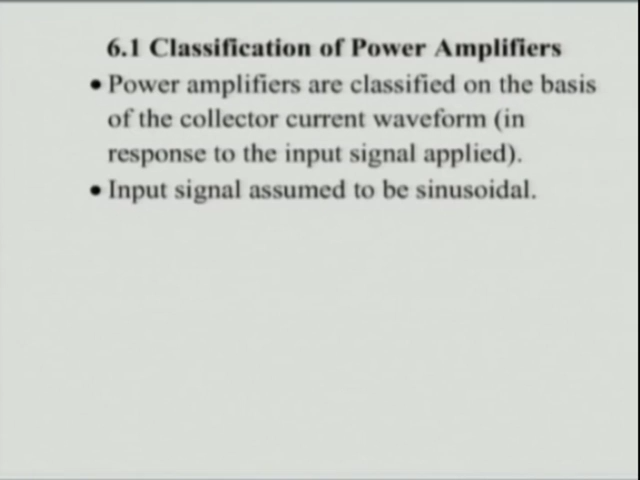 6.1 Classification of Power Amplifiers
• Power amplifiers are classified on the basis
of the collector current waveform (in
response to the input signal applied).
• Input signal assumed to be sinusoidal.